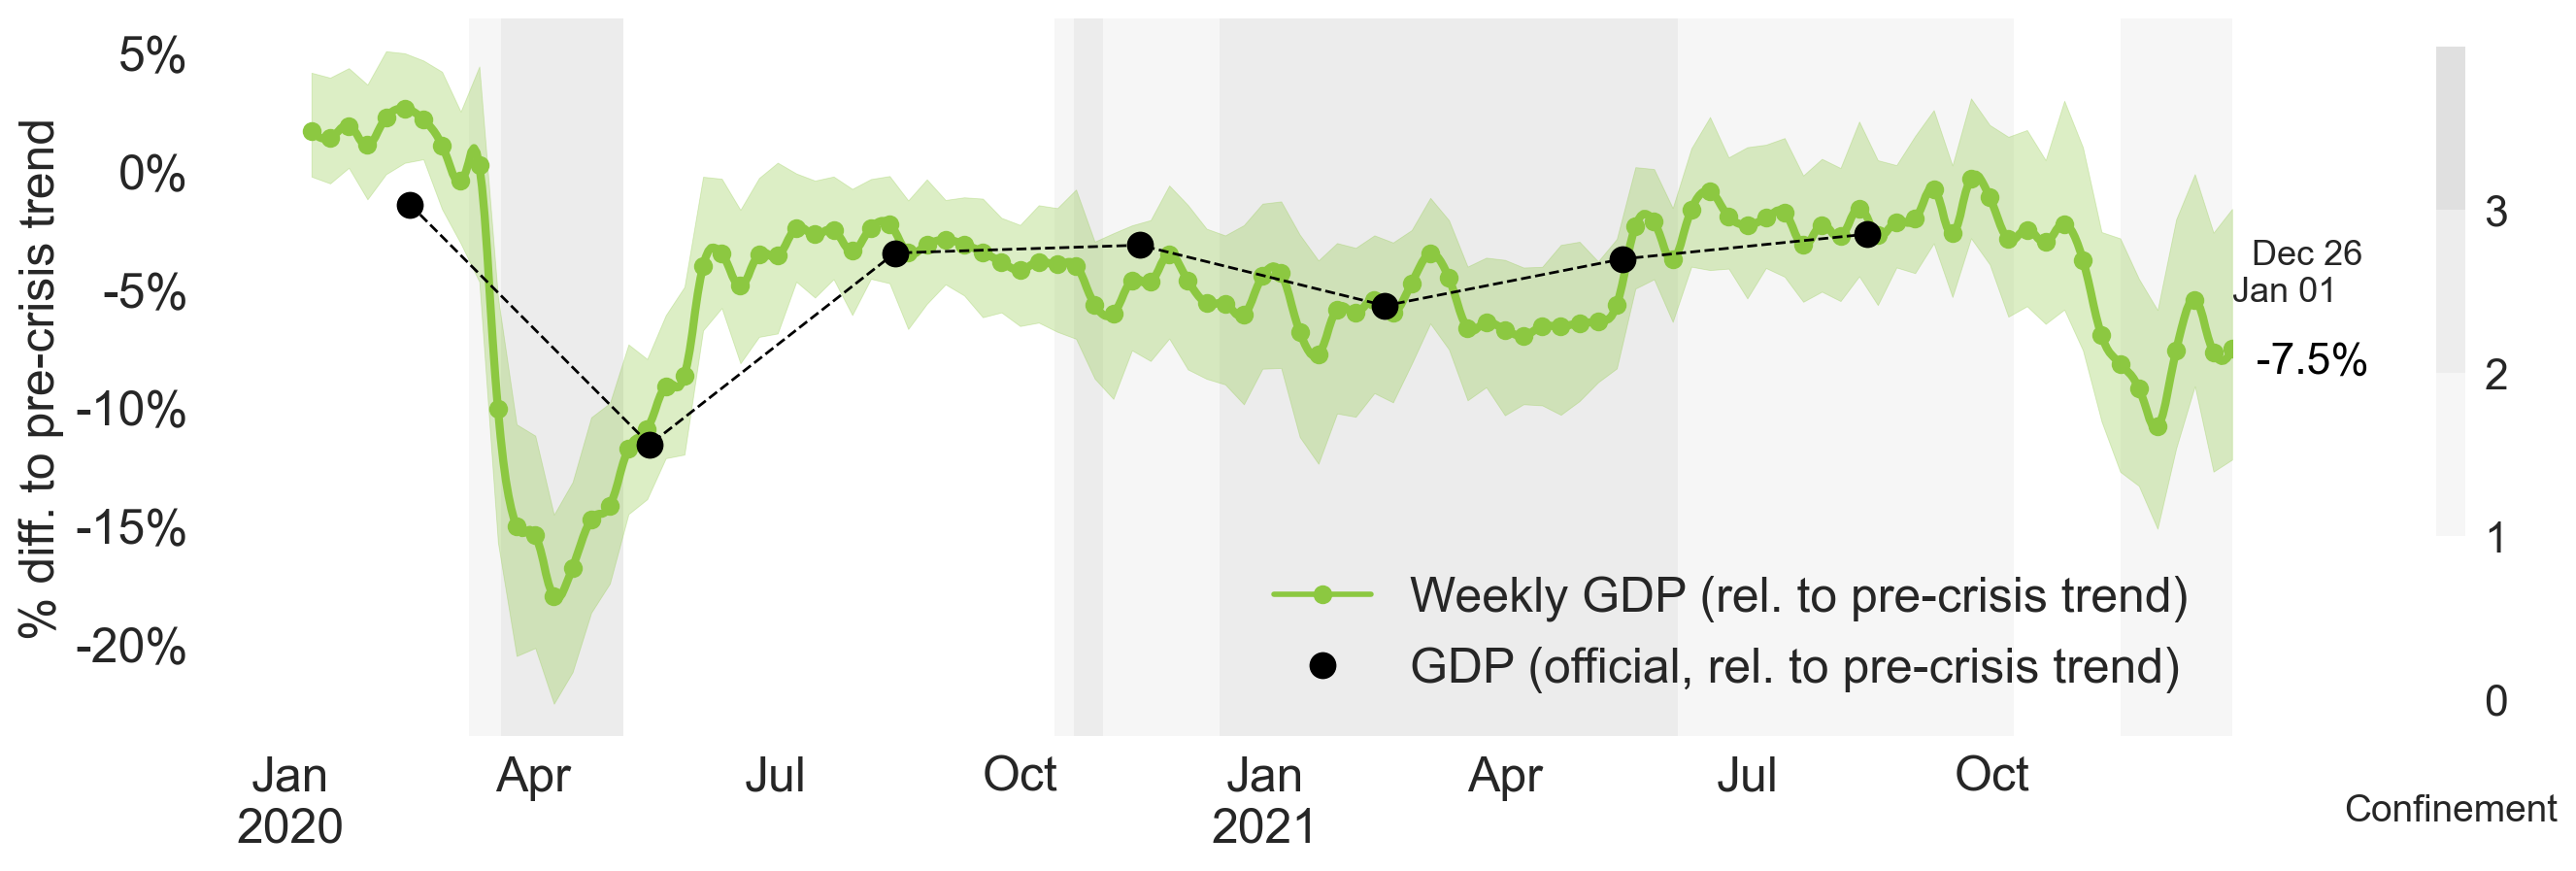 % diff. to pre-crisis trend
5%
0%
-5%
-10%
-15%
-20%
Jan
2020
Apr
Jul
Oct
Jan
2021
Apr
Jul
Oct
Weekly GDP (rel. to pre-crisis trend)
GDP (official, rel. to pre-crisis trend)
Dec 26
Jan 01
-7.5%
3
2
1
0
Confinement